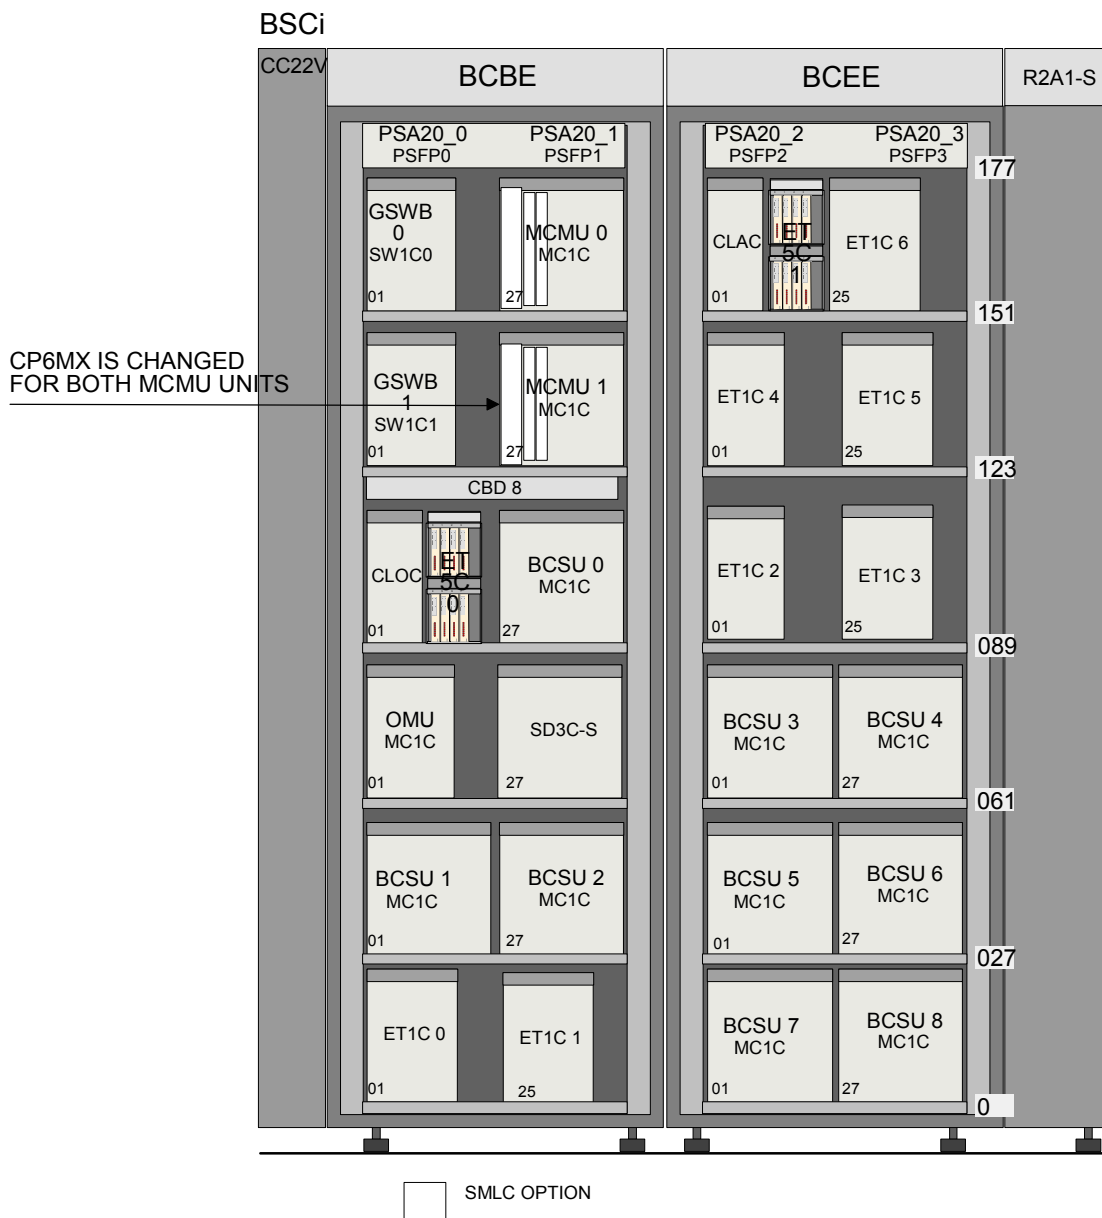 BSCi
CC22V
BCBE
BCEE
R2A1-S
PSA20_0
PSFP0
PSA20_1
PSFP1
PSA20_2
PSFP2
PSA20_3
PSFP3
177
GSWB
0
SW1C0
01
MCMU 0
MC1C
27
CLAC
01
ET
5C
1
ET1C 6
25
151
CP6MX IS CHANGED
FOR BOTH MCMU UNITS
GSWB
1
SW1C1
01
MCMU 1
MC1C
27
ET1C 4
01
ET1C 5
25
123
CBD 8
CLOC
01
ET
5C
0
BCSU 0
MC1C
27
ET1C 2
01
ET1C 3
25
089
OMU
MC1C
01
SD3C-S
27
BCSU 3
MC1C
01
BCSU 4
MC1C
27
061
BCSU 1
MC1C
01
BCSU 2
MC1C
27
BCSU 5
MC1C
01
BCSU 6
MC1C
27
027
ET1C 0
01
ET1C 1
25
BCSU 7
MC1C
01
BCSU 8
MC1C
27
0
SMLC OPTION